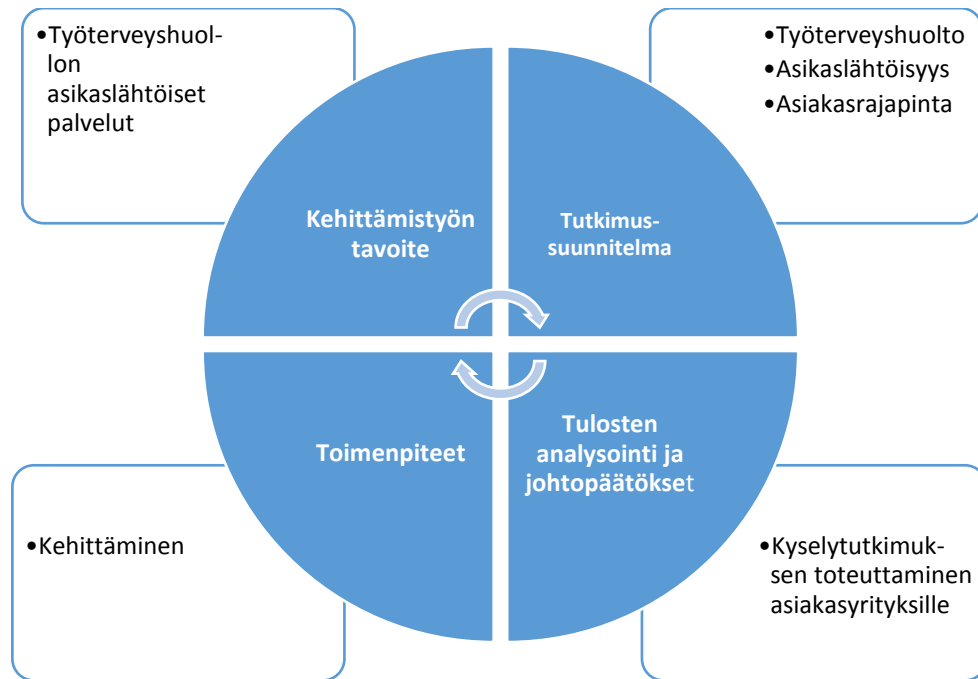 •Työterveyshuol-
lon
asikaslähtöiset
palvelut
•Työterveyshuolto
•Asikaslähtöisyys
•Asiakasrajapinta
Kehittämistyön
tavoite
Tutkimus-
suunnitelma
Toimenpiteet
Tulosten
analysointi ja
johtopäätökset
•Kehittäminen
•Kyselytutkimuk-
sen toteuttaminen
asiakasyrityksille